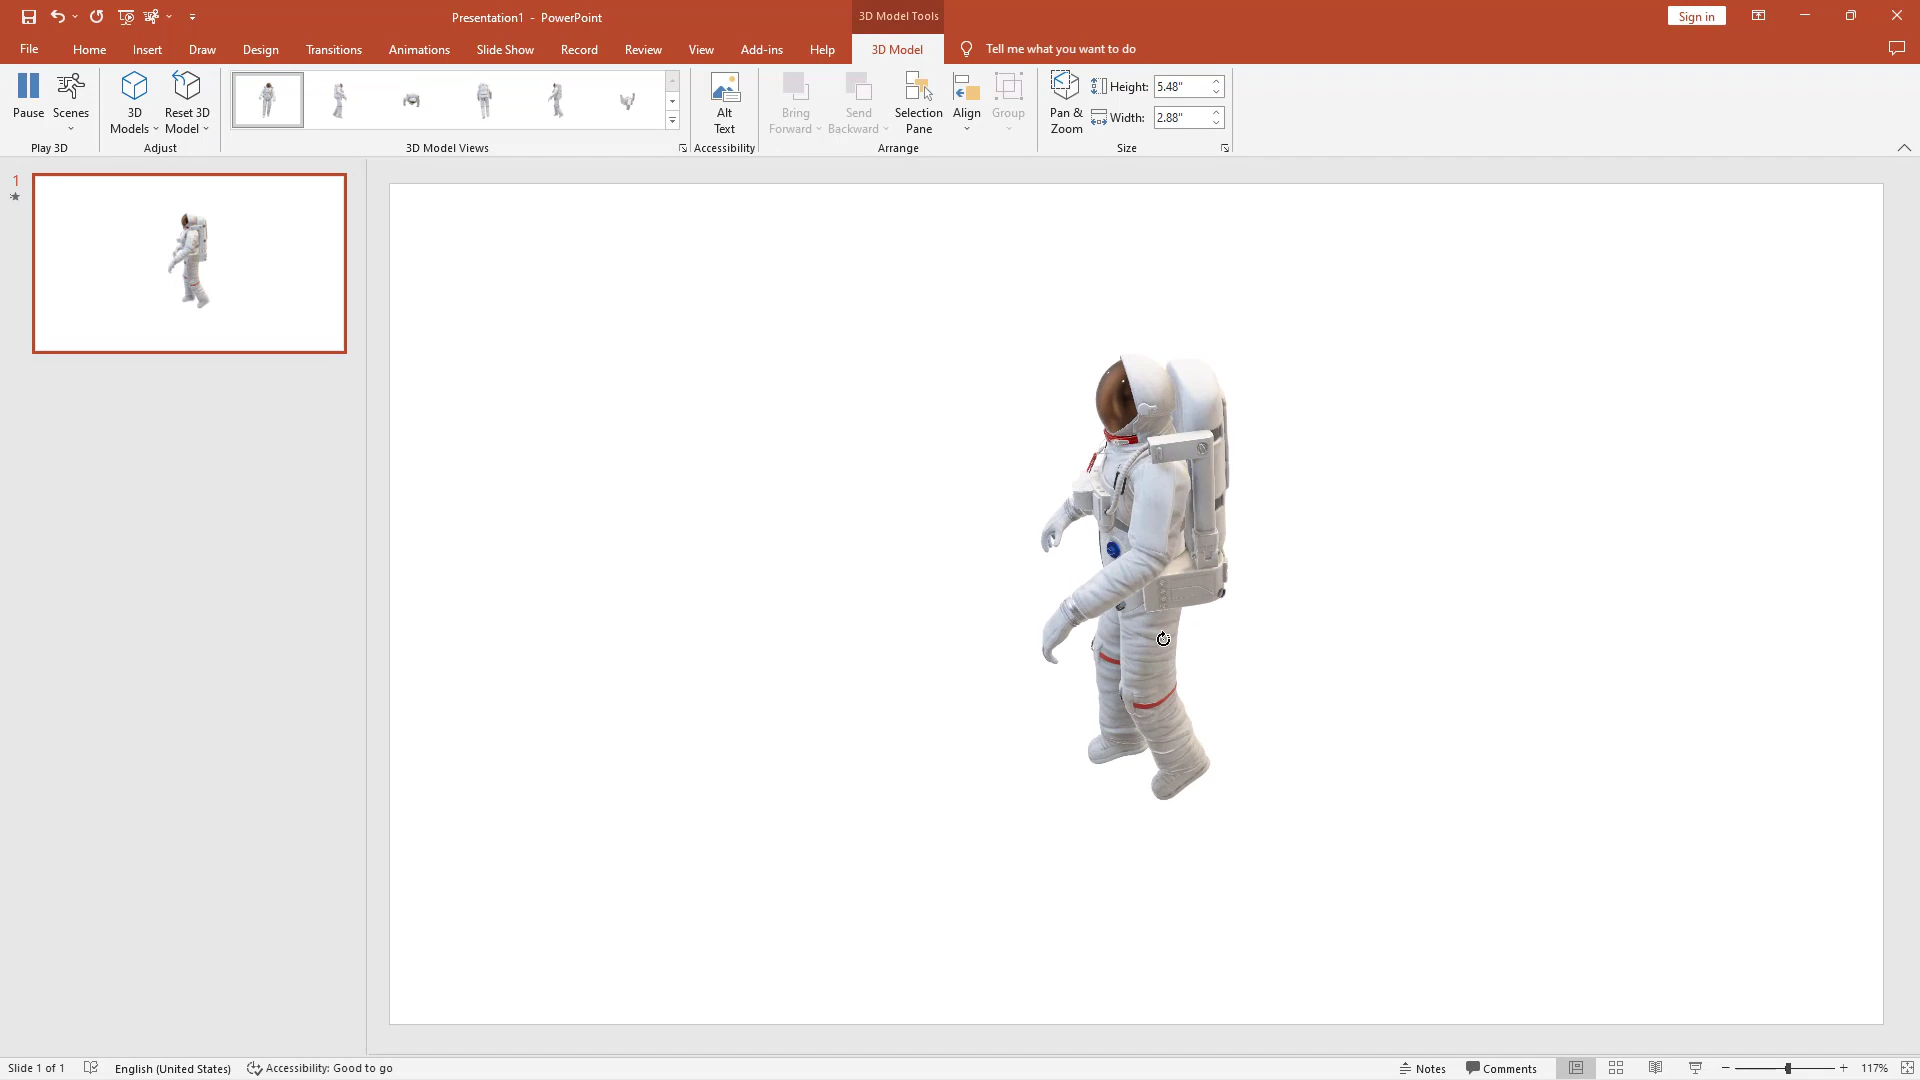 Presentation1 - PowerPoint
3D Model Tools
Sign in
File Home Insert Draw Design Transitions Animations Slide Show Record Review View Add-ins Help 3D Model Tell me what you want to do
Pause
Scenes
3D Models
Reset 3D Model
Alt Text
Bring Forward
Send Backward
Selection Pane
Align
Group
Pan & Zoom
Height: 5.48"
Width: 2.88"
Play 3D Adjust 3D Model Views Accessibility Arrange Size
1
Slide 1 of 1 English (United States) Accessibility: Good to go Notes Comments 117%